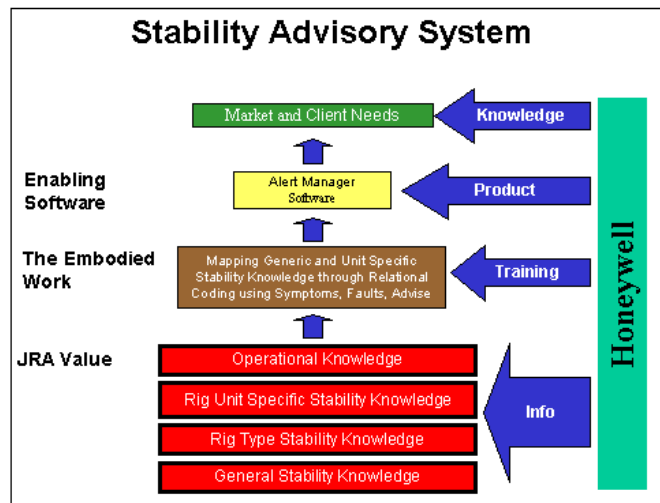 Stability Advisory System
Market and Client Needs
Knowledge
Enabling
Software
Alert Manager
Software
Product
The Embodied
Work
Mapping Generic and Unit Specific
Stability Knowledge through Relational
Coding using Symptoms, Faults, Advise
Training
JRA Value
Operational Knowledge
Rig Unit Specific Stability Knowledge
Rig Type Stability Knowledge
General Stability Knowledge
Info
Honeywell